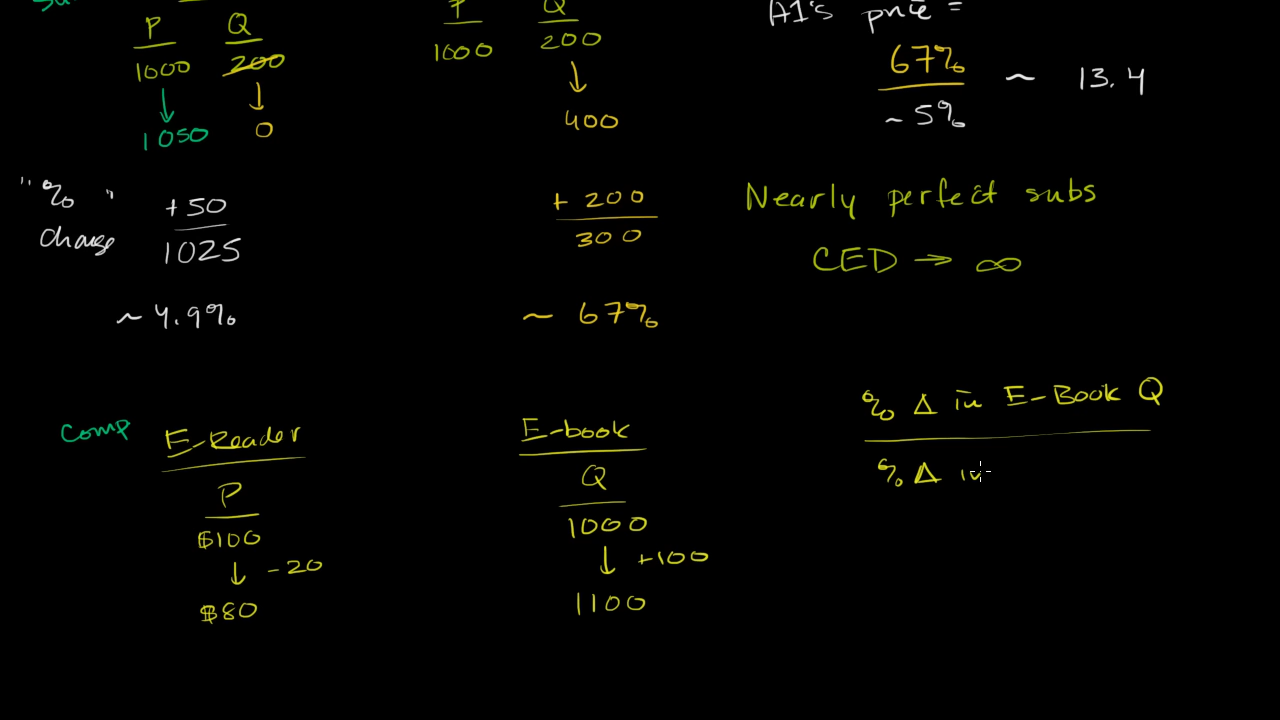 P Q P Q A1's price =
1000 200 1000 200 67% ~ 13.4
1050 0 400 ~5%
"%" +50 + 200 Nearly perfect subs
change 1025 300 CED → ∞
~ 4.9% ~ 67%
Comp E-Reader E-book % Δ in E-Book Q
P Q % Δ in
$100 1000
-20 +100
$80 1100